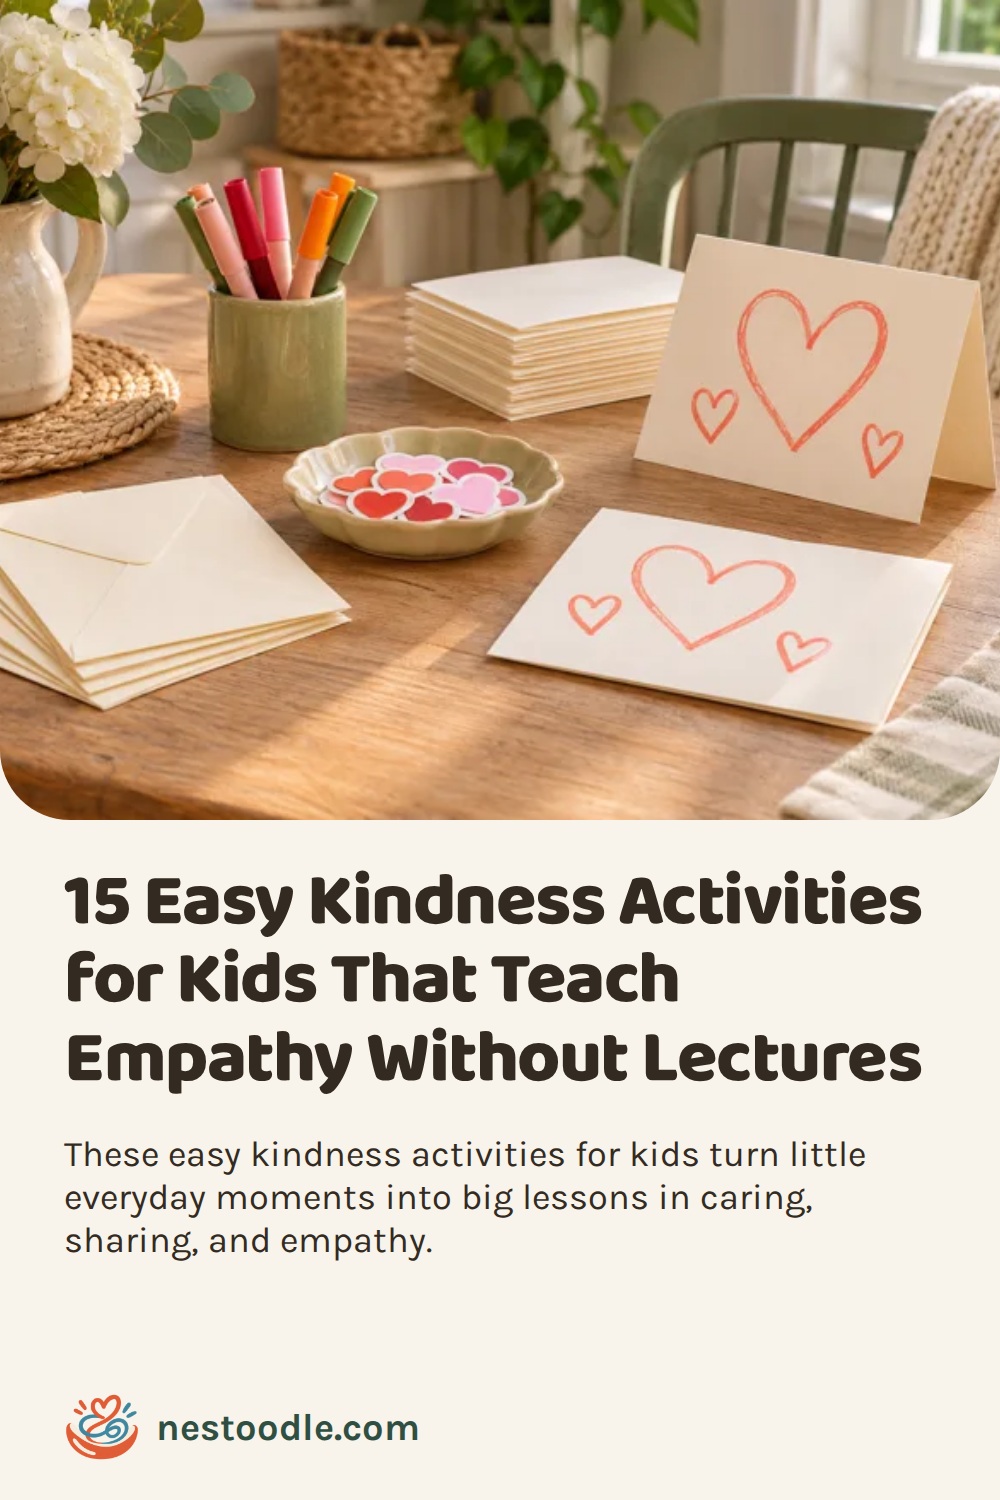 15 Easy Kindness Activities
for Kids That Teach
Empathy Without Lectures
These easy kindness activities for kids turn little
everyday moments into big lessons in caring,
sharing, and empathy.
nestoodle.com